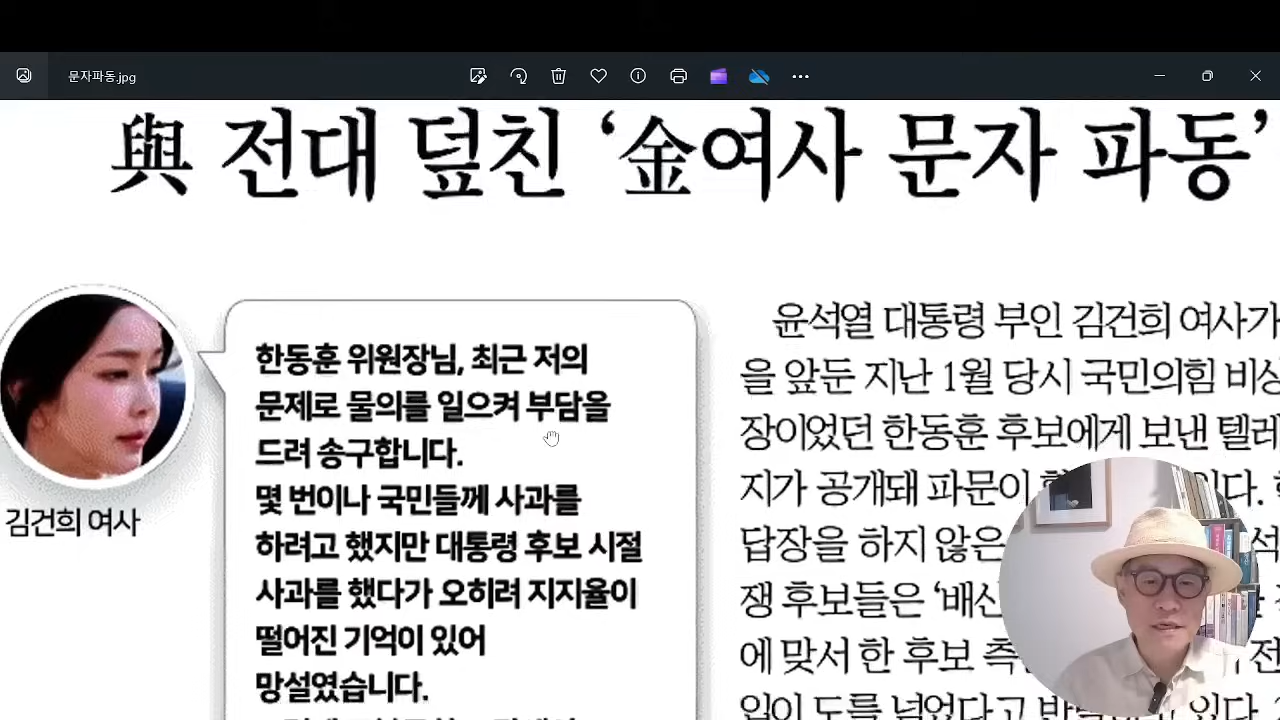 문자파동.jpg
與 전대 덮친 ‘金여사 문자 파동’
한동훈 위원장님, 최근 저의
문제로 물의를 일으켜 부담을
드려 송구합니다.
몇 번이나 국민들께 사과를
하려고 했지만 대통령 후보 시절
사과를 했다가 오히려 지지율이
떨어진 기억이 있어
망설였습니다.
김건희 여사
윤석열 대통령 부인 김건희 여사가
을 앞둔 지난 1월 당시 국민의힘 비상
장이었던 한동훈 후보에게 보낸 텔레
지가 공개돼 파문이
답장을 하지 않은
쟁 후보들은
에 맞서 한 후보 측
입이 도를 넘었다고